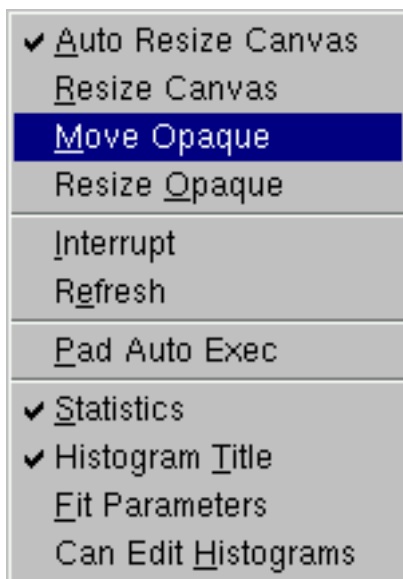 Auto Resize Canvas
Resize Canvas
Move Opaque
Resize Opaque
Interrupt
Refresh
Pad Auto Exec
Statistics
Histogram Title
Fit Parameters
Can Edit Histograms